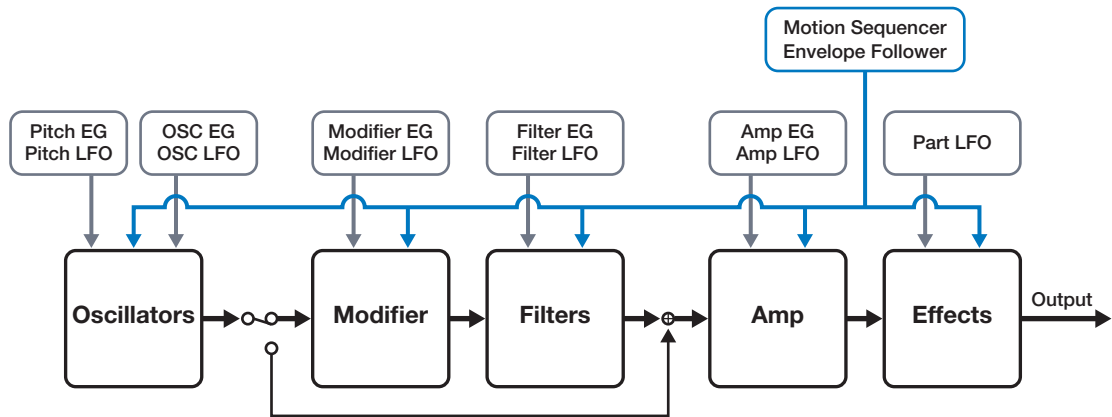 Motion Sequencer
Envelope Follower
Pitch EG
Pitch LFO
OSC EG
OSC LFO
Modifier EG
Modifier LFO
Filter EG
Filter LFO
Amp EG
Amp LFO
Part LFO
Oscillators
Modifier
Filters
Amp
Effects
Output